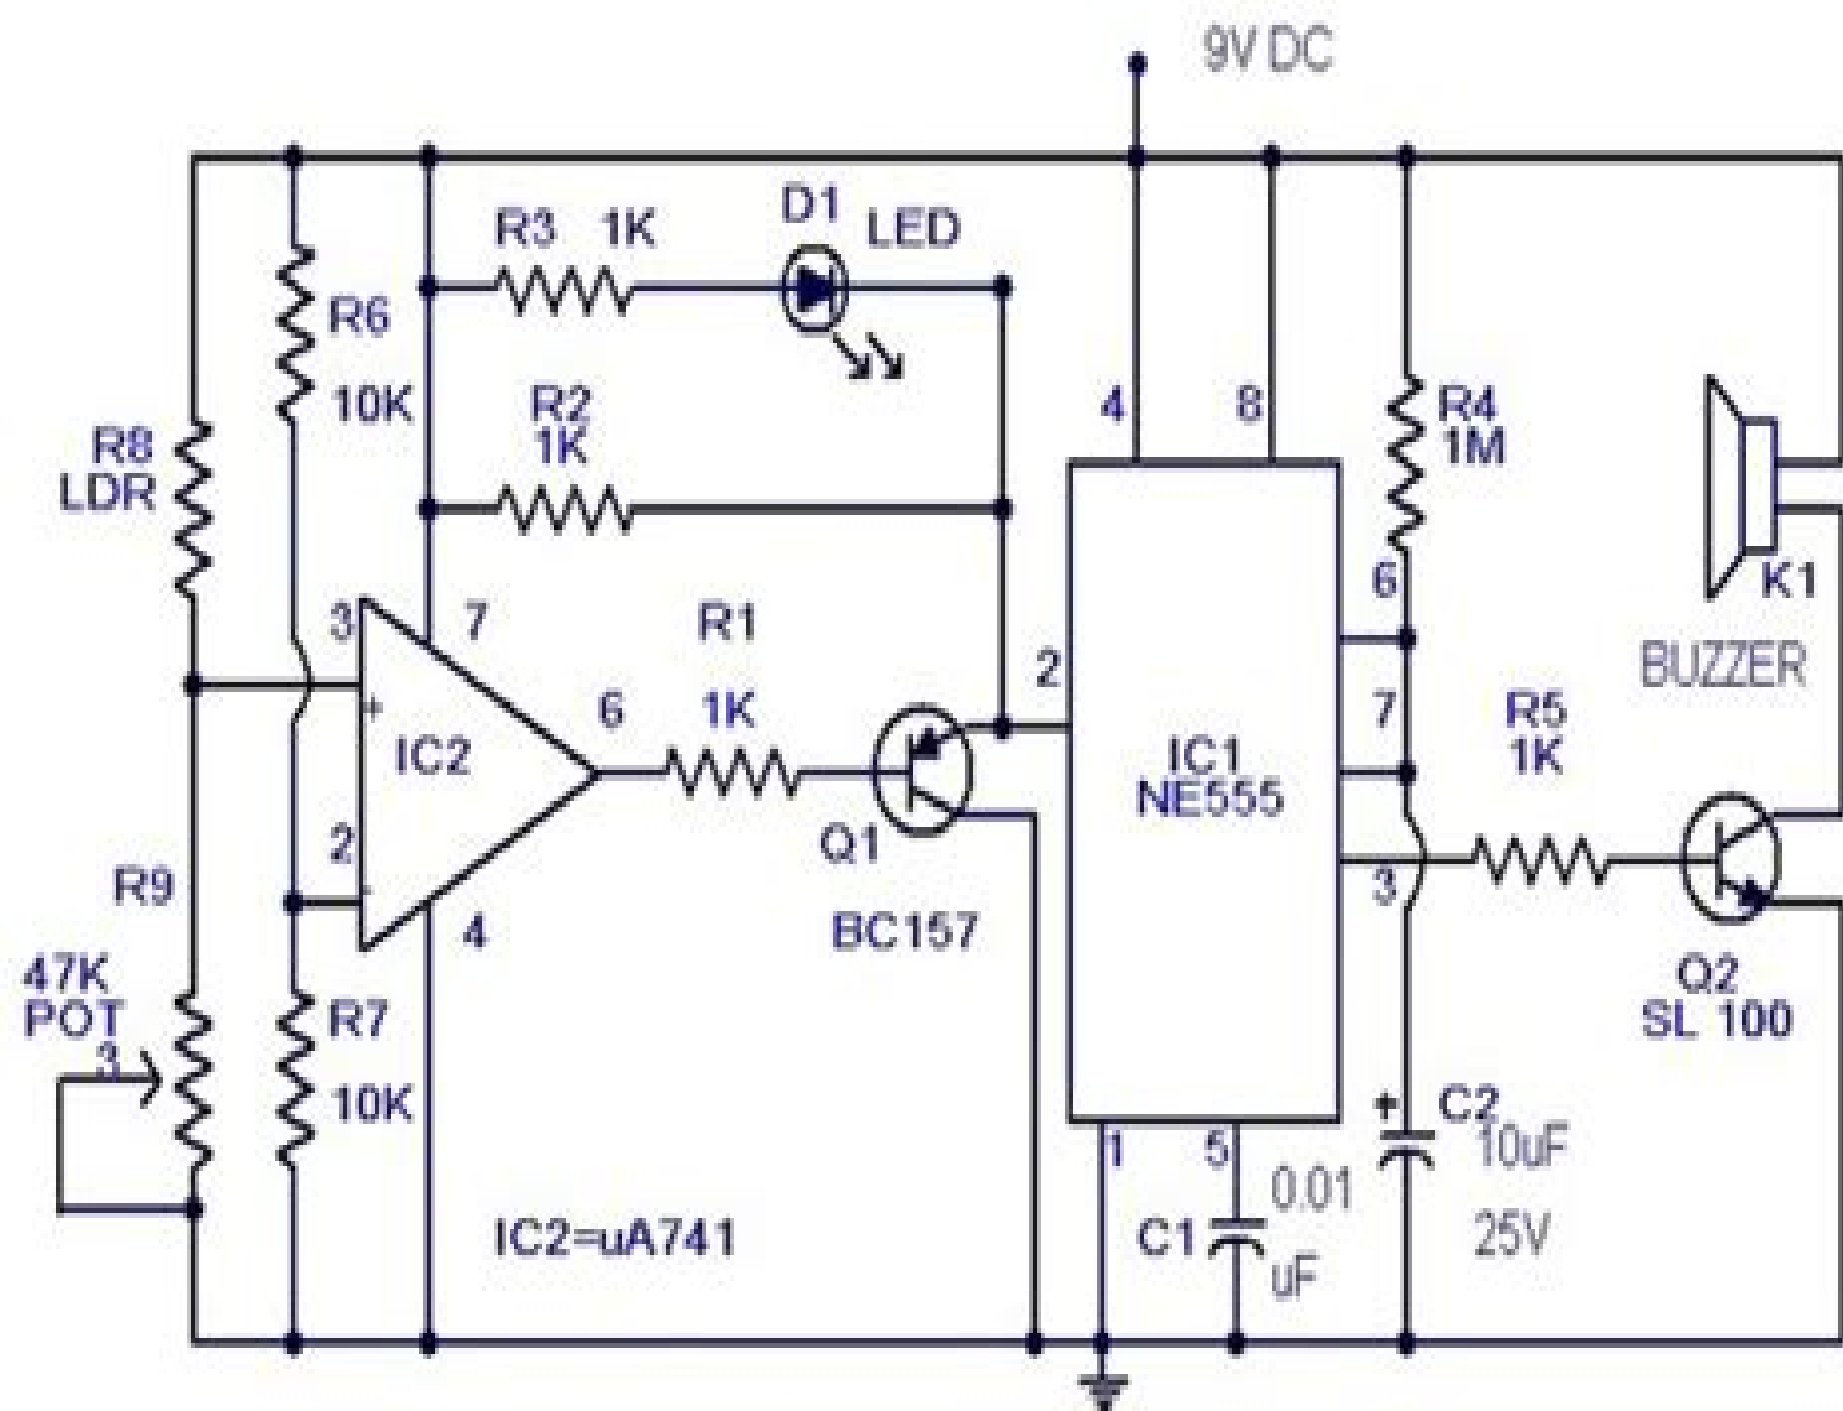 9V DC
D1
LED
R3 1K
R6
10K
R2
1K
R8
LDR
4
8
R4
1M
6
K1
BUZZER
3
7
R1
1K
6
2
7
R5
1K
IC2
IC1
NE555
+
2
-
Q1
3
R9
4
BC157
Q2
SL 100
47K
POT
3
R7
10K
+
C2
10uF
25V
1
5
0.01
C1
uF
IC2=uA741